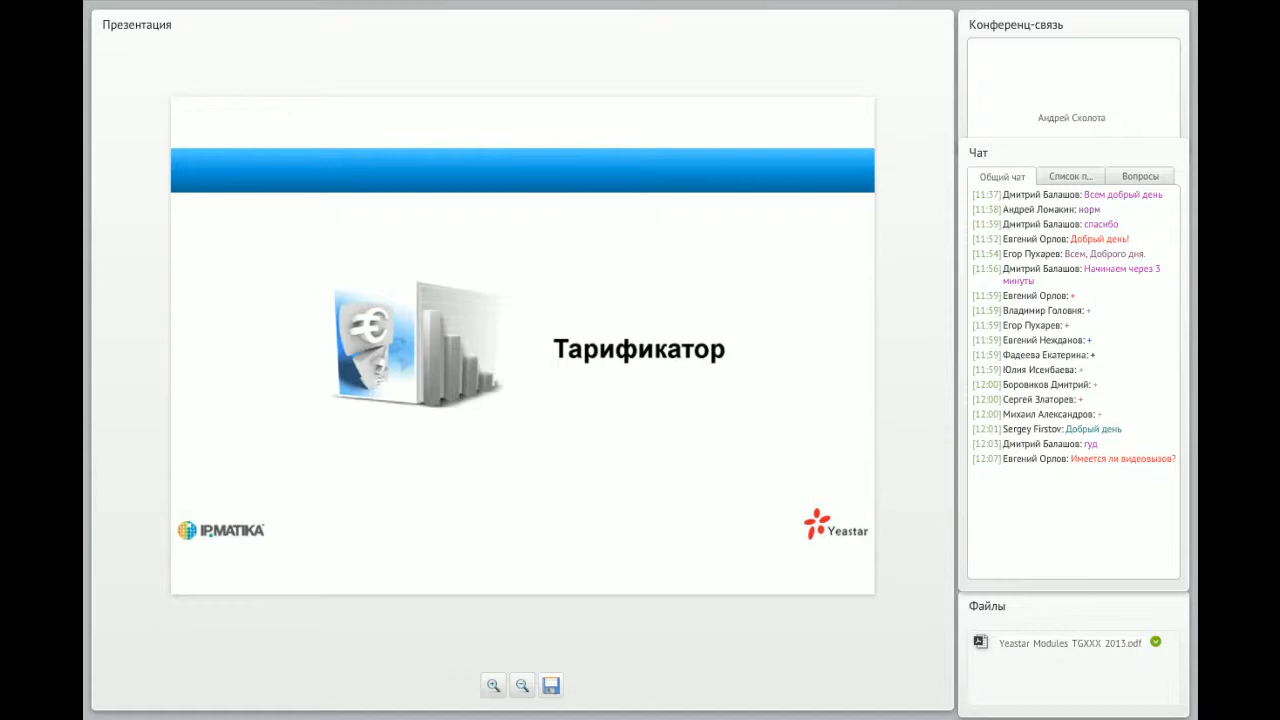 Презентация
Тарификатор
IPMATIKA
Yeastar
Конференц-связь
Андрей Схолота
Чат
Общий чат
Список п...
Вопросы
[11:37] Дмитрий Балашов: Всем добрый день
[11:38] Андрей Ломакин: норм
[11:39] Дмитрий Балашов: спасибо
[11:52] Евгений Орлов: Добрый день!
[11:54] Егор Пухарев: Всем, Доброго дня.
[11:56] Дмитрий Балашов: Начинаем через 3
минуты
[11:59] Евгений Орлов: +
[11:59] Владимир Головня: +
[11:59] Егор Пухарев: +
[11:59] Евгений Нежданов: +
[11:59] Фадеева Екатерина: +
[11:59] Юлия Исенбаева: +
[12:00] Боровиков Дмитрий: +
[12:00] Сергей Златорев: +
[12:00] Михаил Александров: +
[12:01] Sergey Firstov: Добрый день
[12:03] Дмитрий Балашов: гуд
[12:07] Евгений Орлов: Имеется ли видеовызов?
Файлы
Yeastar Modules TGXXX 2013.pdf